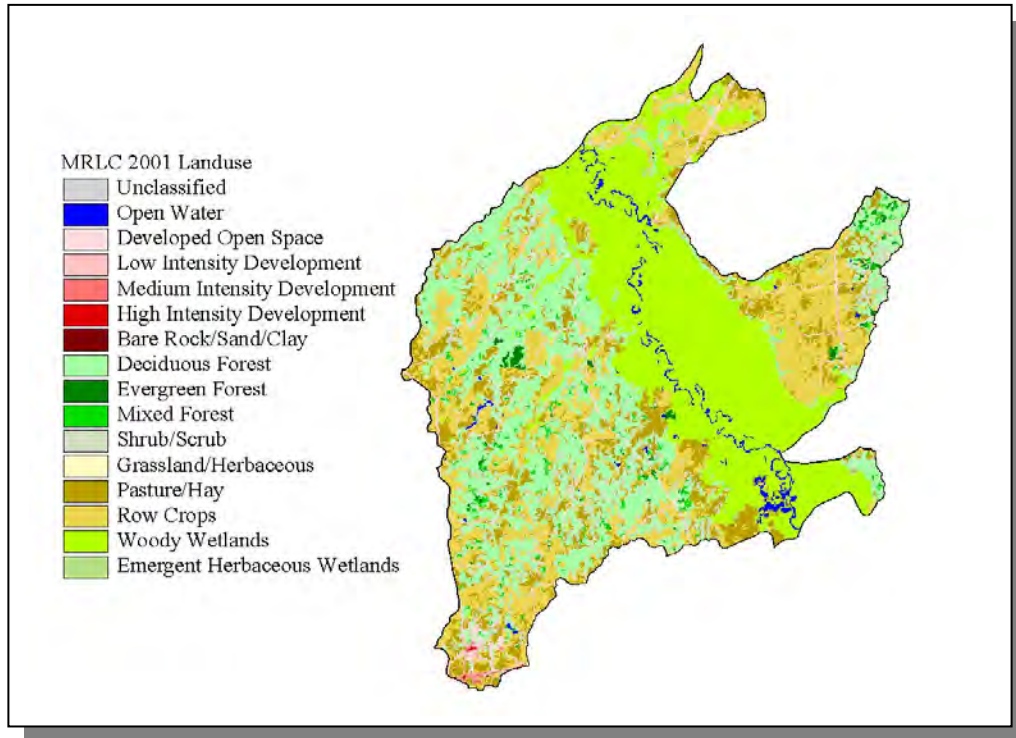 MRLC 2001 Landuse
Unclassified
Open Water
Developed Open Space
Low Intensity Development
Medium Intensity Development
High Intensity Development
Bare Rock/Sand/Clay
Deciduous Forest
Evergreen Forest
Mixed Forest
Shrub/Scrub
Grassland/Herbaceous
Pasture/Hay
Row Crops
Woody Wetlands
Emergent Herbaceous Wetlands